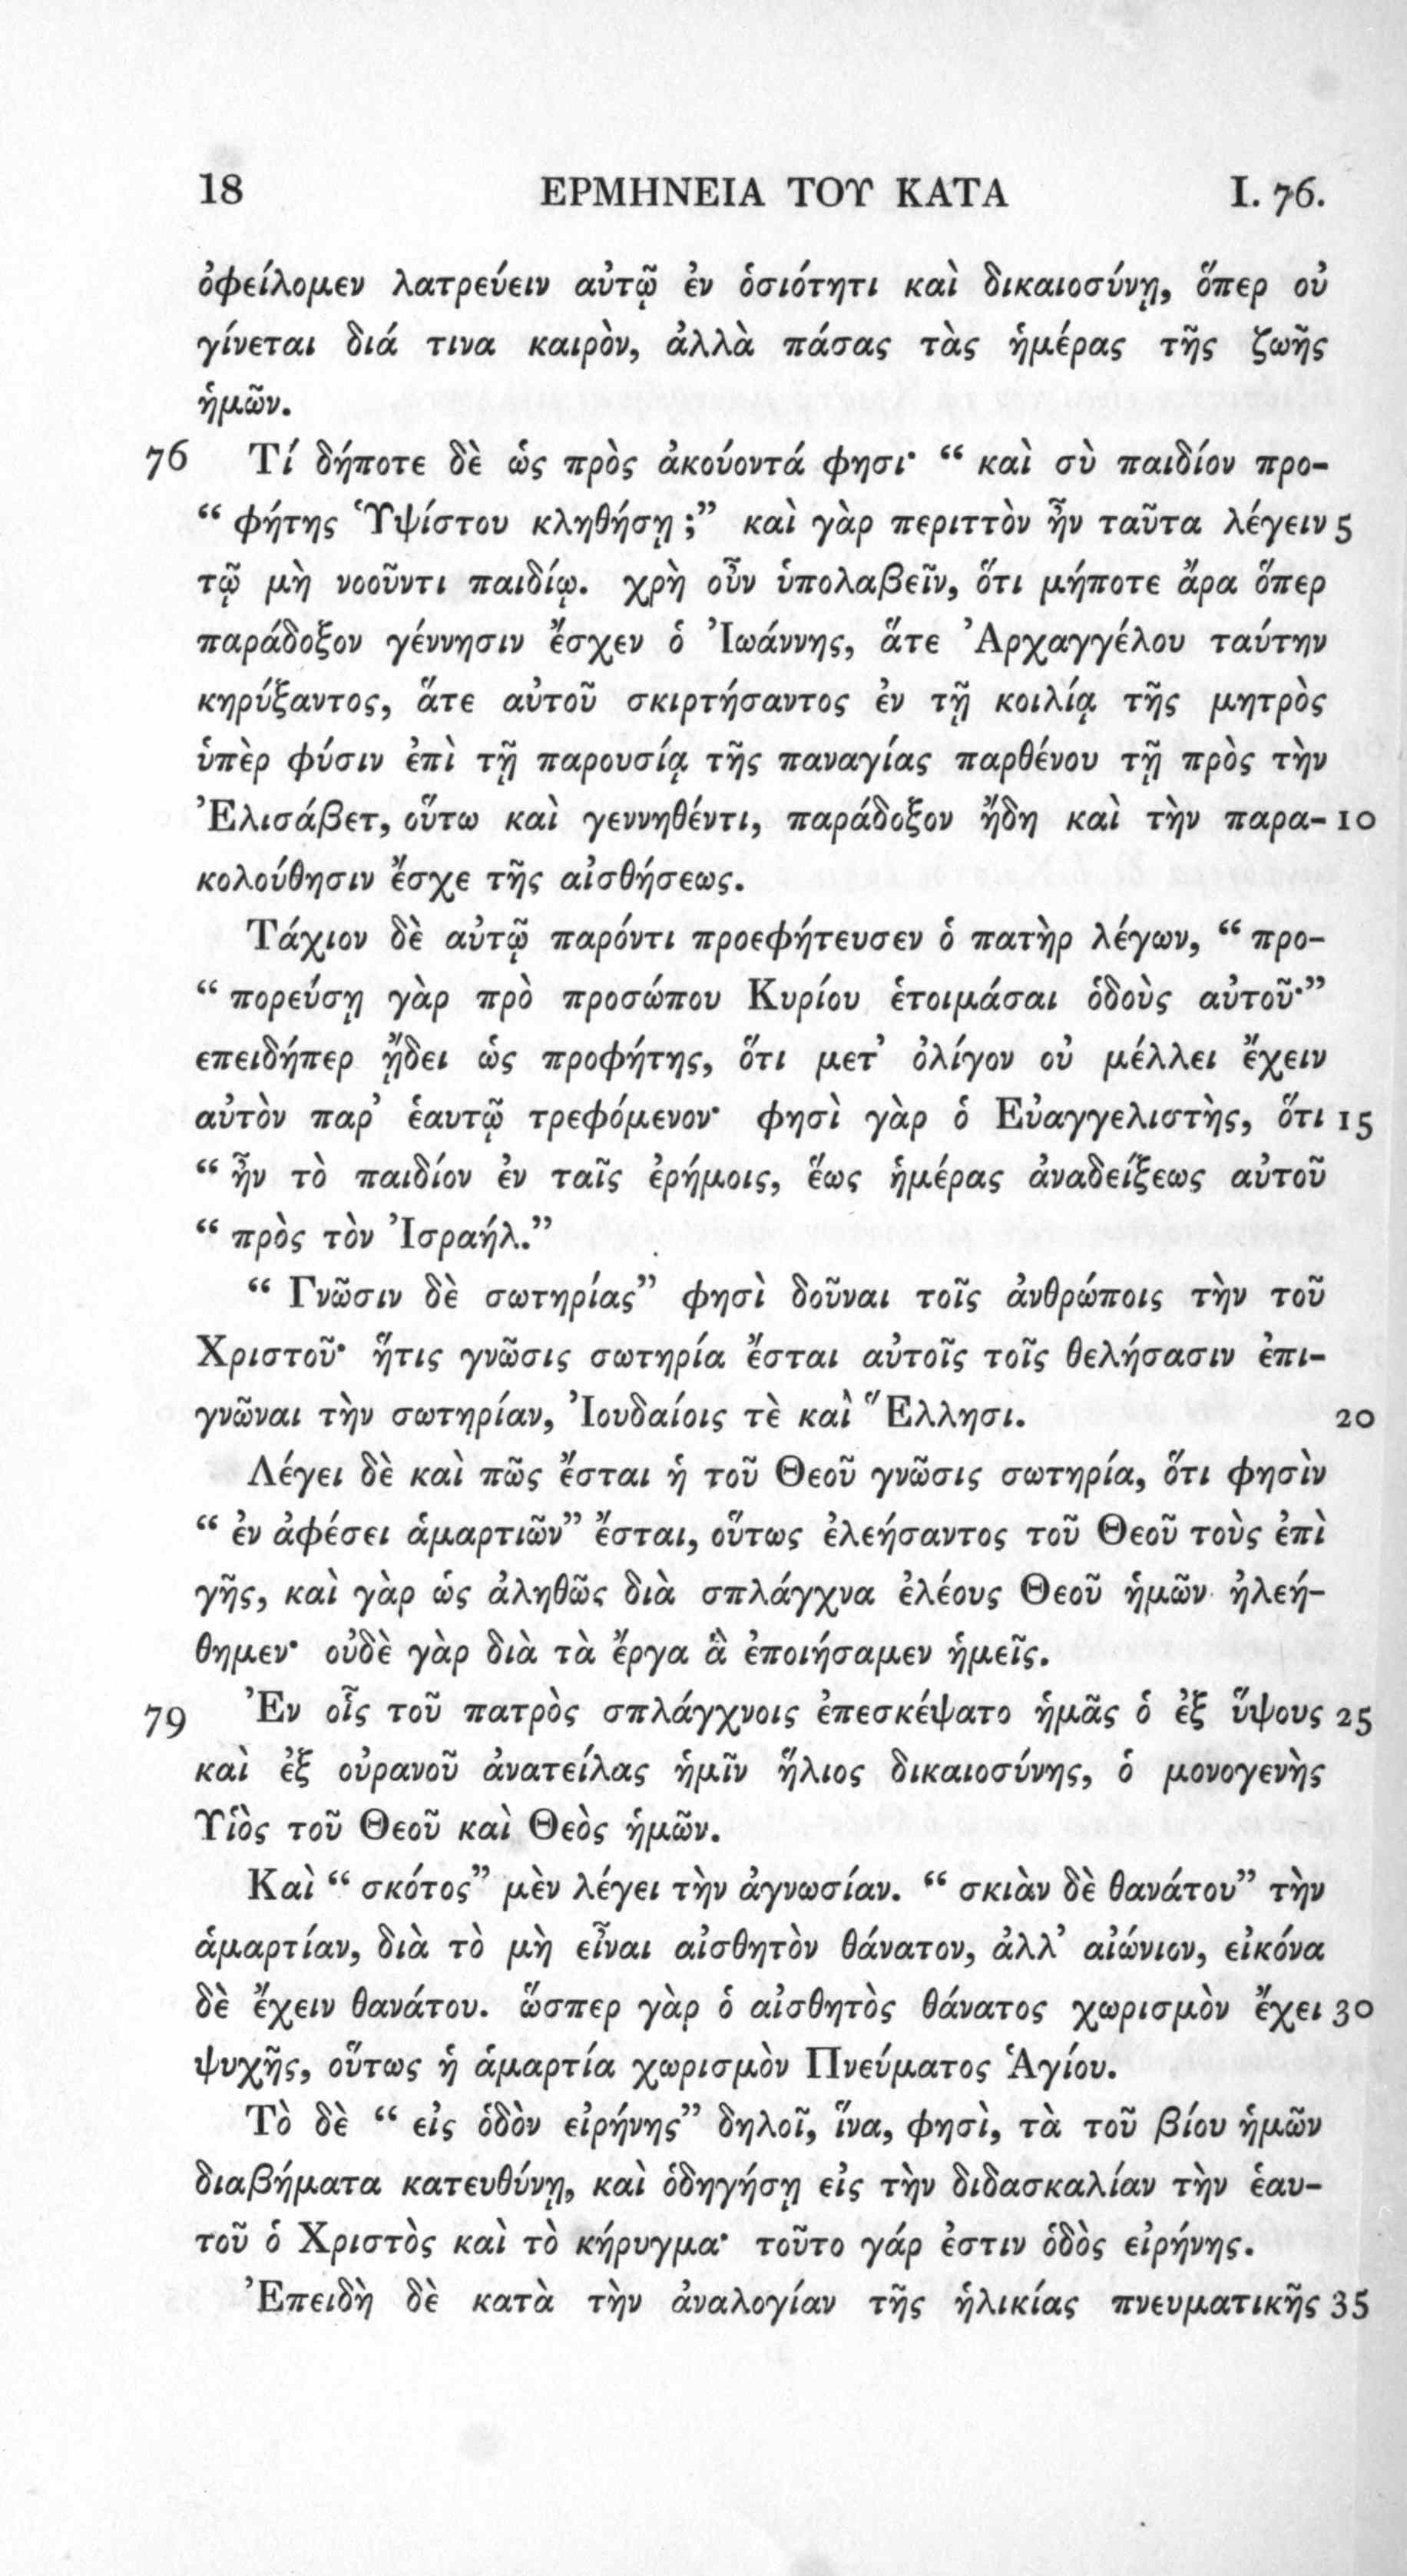 18 ΕΡΜΗΝΕΙΑ ΤΟΥ ΚΑΤΑ I. 76.
ὀφείλομεν λατρεύειν αὐτῷ ἐν ὁσιότητι καὶ δικαιοσύνῃ, ὅπερ οὐ
γίνεται διά τινα καιρὸν, ἀλλὰ πάσας τὰς ἡμέρας τῆς ζωῆς
ἡμῶν.
76 Τί δήποτε δὲ ὡς πρὸς ἀκούοντά φησι· “ καὶ σὺ παιδίον προ-
“ φήτης Ὑψίστου κληθήσῃ ;” καὶ γὰρ περιττὸν ἦν ταῦτα λέγειν 5
τῷ μὴ νοοῦντι παιδίῳ. χρὴ οὖν ὑπολαβεῖν, ὅτι μήποτε ἄρα ὅπερ
παράδοξον γέννησιν ἔσχεν ὁ Ἰωάννης, ἅτε Ἀρχαγγέλου ταύτην
κηρύξαντος, ἅτε αὐτοῦ σκιρτήσαντος ἐν τῇ κοιλίᾳ τῆς μητρὸς
ὑπὲρ φύσιν ἐπὶ τῇ παρουσίᾳ τῆς παναγίας παρθένου τῇ πρὸς τὴν
Ἐλισάβετ, οὕτω καὶ γεννηθέντι, παράδοξον ἤδη καὶ τὴν παρα- 10
κολούθησιν ἔσχε τῆς αἰσθήσεως.
Τάχιον δὲ αὐτῷ παρόντι προεφήτευσεν ὁ πατὴρ λέγων, “ προ-
“ πορεύσῃ γὰρ πρὸ προσώπου Κυρίου ἑτοιμάσαι ὁδοὺς αὐτοῦ·”
επειδήπερ ᾔδει ὡς προφήτης, ὅτι μετ’ ὀλίγον οὐ μέλλει ἔχειν
αὐτὸν παρ’ ἑαυτῷ τρεφόμενον· φησὶ γὰρ ὁ Εὐαγγελιστὴς, ὅτι 15
“ ἦν τὸ παιδίον ἐν ταῖς ἐρήμοις, ἕως ἡμέρας ἀναδείξεως αὐτοῦ
“ πρὸς τὸν Ἰσραήλ.”
“ Γνῶσιν δὲ σωτηρίας” φησὶ δοῦναι τοῖς ἀνθρώποις τὴν τοῦ
Χριστοῦ· ἥτις γνῶσις σωτηρία ἔσται αὐτοῖς τοῖς θελήσασιν ἐπι-
γνῶναι τὴν σωτηρίαν, Ἰουδαίοις τὲ καὶ Ἕλλησι. 20
Λέγει δὲ καὶ πῶς ἔσται ἡ τοῦ Θεοῦ γνῶσις σωτηρία, ὅτι φησὶν
“ ἐν ἀφέσει ἁμαρτιῶν” ἔσται, οὕτως ἐλεήσαντος τοῦ Θεοῦ τοὺς ἐπὶ
γῆς, καὶ γὰρ ὡς ἀληθῶς διὰ σπλάγχνα ἐλέους Θεοῦ ἡμῶν ἠλεή-
θημεν· οὐδὲ γὰρ διὰ τὰ ἔργα ἃ ἐποιήσαμεν ἡμεῖς.
79 Ἐν οἷς τοῦ πατρὸς σπλάγχνοις ἐπεσκέψατο ἡμᾶς ὁ ἐξ ὕψους 25
καὶ ἐξ οὐρανοῦ ἀνατείλας ἡμῖν ἥλιος δικαιοσύνης, ὁ μονογενὴς
Υἱὸς τοῦ Θεοῦ καὶ Θεὸς ἡμῶν.
Καὶ “ σκότος” μὲν λέγει τὴν ἀγνωσίαν. “ σκιὰν δὲ θανάτου” τὴν
ἁμαρτίαν, διὰ τὸ μὴ εἶναι αἰσθητὸν θάνατον, ἀλλ’ αἰώνιον, εἰκόνα
δὲ ἔχειν θανάτου. ὥσπερ γὰρ ὁ αἰσθητὸς θάνατος χωρισμὸν ἔχει 30
ψυχῆς, οὕτως ἡ ἁμαρτία χωρισμὸν Πνεύματος Ἁγίου.
Τὸ δὲ “ εἰς ὁδὸν εἰρήνης” δηλοῖ, ἵνα, φησὶ, τὰ τοῦ βίου ἡμῶν
διαβήματα κατευθύνῃ, καὶ ὁδηγήσῃ εἰς τὴν διδασκαλίαν τὴν ἑαυ-
τοῦ ὁ Χριστὸς καὶ τὸ κήρυγμα· τοῦτο γάρ ἐστιν ὁδὸς εἰρήνης.
Ἐπειδὴ δὲ κατὰ τὴν ἀναλογίαν τῆς ἡλικίας πνευματικῆς 35